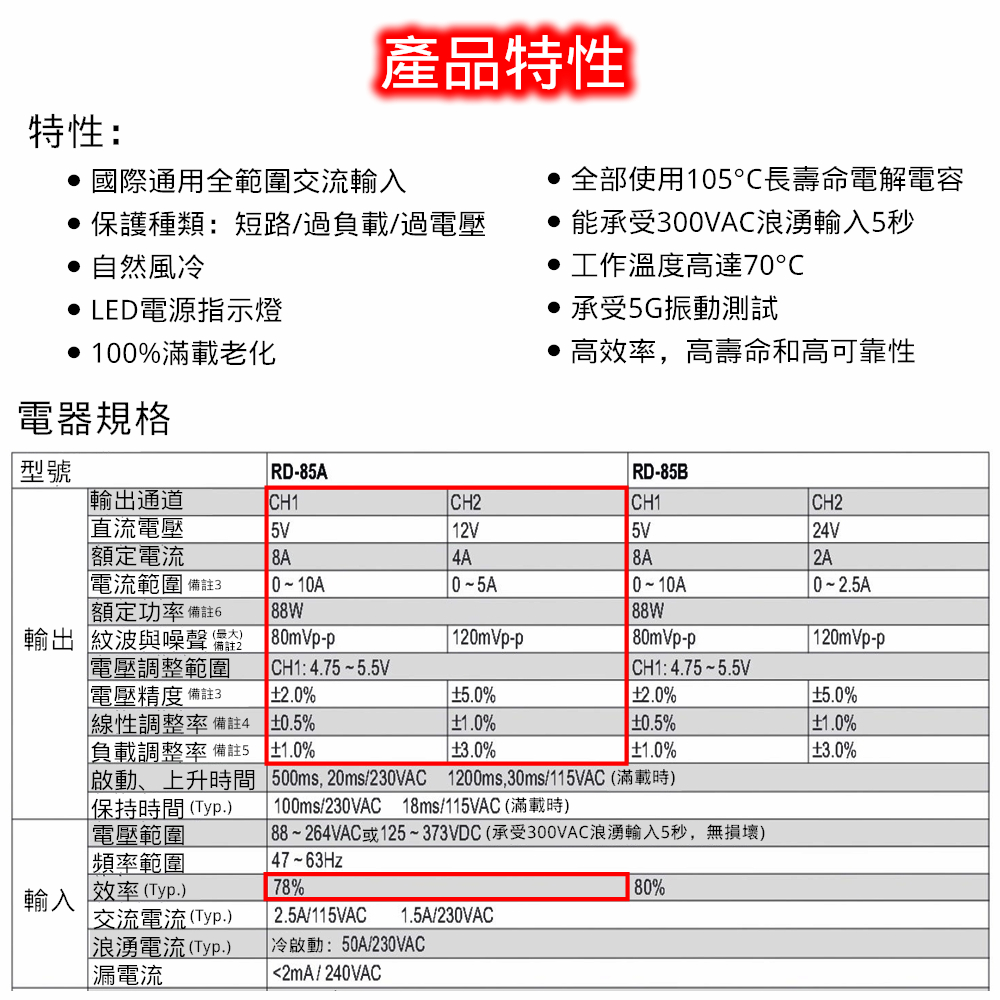 產品特性
特性：
• 國際通用全範圍交流輸入
• 保護種類：短路/過負載/過電壓
• 自然風冷
• LED電源指示燈
• 100%滿載老化
• 全部使用105°C長壽命電解電容
• 能承受300VAC浪湧輸入5秒
• 工作溫度高達70°C
• 承受5G振動測試
• 高效率，高壽命和高可靠性
電器規格
型號 RD-85A RD-85B
輸出
輸出通道 CH1 CH2 CH1 CH2
直流電壓 5V 12V 5V 24V
額定電流 8A 4A 8A 2A
電流範圍 備註3 0 ~ 10A 0 ~ 5A 0 ~ 10A 0 ~ 2.5A
額定功率 備註6 88W 88W
紋波與噪聲 (最大) 備註2 80mVp-p 120mVp-p 80mVp-p 120mVp-p
電壓調整範圍 CH1: 4.75 ~ 5.5V CH1: 4.75 ~ 5.5V
電壓精度 備註3 ±2.0% ±5.0% ±2.0% ±5.0%
線性調整率 備註4 ±0.5% ±1.0% ±0.5% ±1.0%
負載調整率 備註5 ±1.0% ±3.0% ±1.0% ±3.0%
啟動、上升時間 500ms, 20ms/230VAC 1200ms,30ms/115VAC (滿載時)
保持時間 (Typ.) 100ms/230VAC 18ms/115VAC (滿載時)
輸入
電壓範圍 88 ~ 264VAC或125 ~ 373VDC (承受300VAC浪湧輸入5秒，無損壞)
頻率範圍 47 ~ 63Hz
效率 (Typ.) 78% 80%
交流電流 (Typ.) 2.5A/115VAC 1.5A/230VAC
浪湧電流 (Typ.) 冷啟動：50A/230VAC
漏電流 <2mA / 240VAC